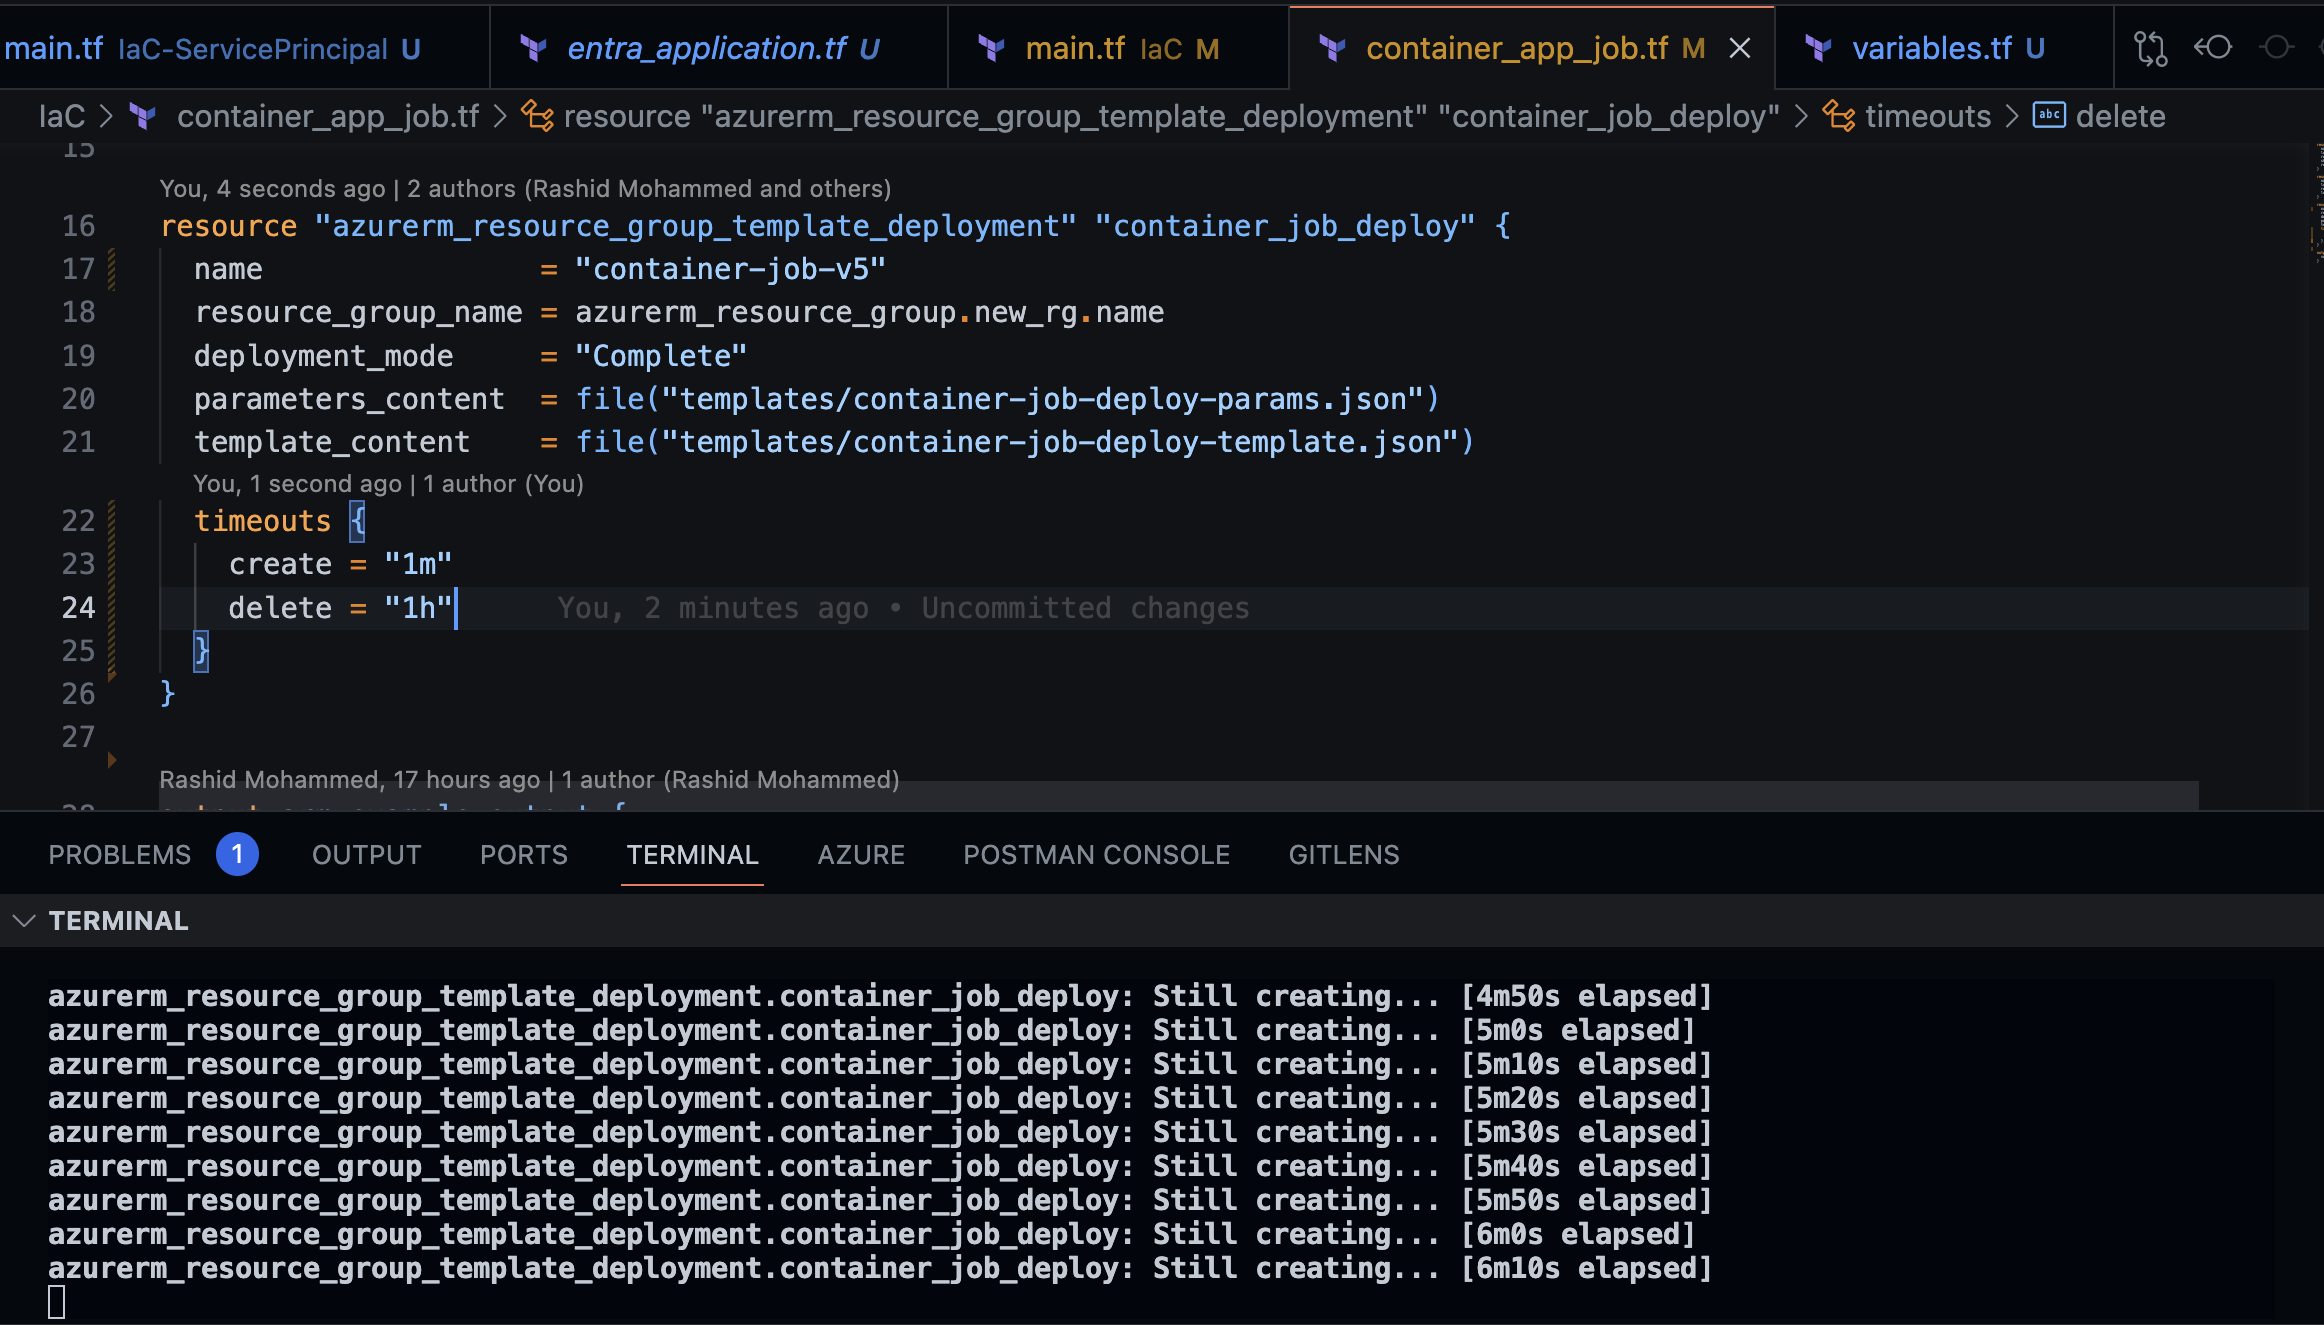 main.tf IaC-ServicePrincipal U entra_application.tf U main.tf IaC M container_app_job.tf M variables.tf U
IaC > container_app_job.tf > resource "azurerm_resource_group_template_deployment" "container_job_deploy" > timeouts > abc delete
15
You, 4 seconds ago | 2 authors (Rashid Mohammed and others)
16 resource "azurerm_resource_group_template_deployment" "container_job_deploy" {
17 name = "container-job-v5"
18 resource_group_name = azurerm_resource_group.new_rg.name
19 deployment_mode = "Complete"
20 parameters_content = file("templates/container-job-deploy-params.json")
21 template_content = file("templates/container-job-deploy-template.json")
You, 1 second ago | 1 author (You)
22 timeouts {
23 create = "1m"
24 delete = "1h" You, 2 minutes ago • Uncommitted changes
25 }
26 }
27
Rashid Mohammed, 17 hours ago | 1 author (Rashid Mohammed)
PROBLEMS 1 OUTPUT PORTS TERMINAL AZURE POSTMAN CONSOLE GITLENS
TERMINAL
azurerm_resource_group_template_deployment.container_job_deploy: Still creating... [4m50s elapsed]
azurerm_resource_group_template_deployment.container_job_deploy: Still creating... [5m0s elapsed]
azurerm_resource_group_template_deployment.container_job_deploy: Still creating... [5m10s elapsed]
azurerm_resource_group_template_deployment.container_job_deploy: Still creating... [5m20s elapsed]
azurerm_resource_group_template_deployment.container_job_deploy: Still creating... [5m30s elapsed]
azurerm_resource_group_template_deployment.container_job_deploy: Still creating... [5m40s elapsed]
azurerm_resource_group_template_deployment.container_job_deploy: Still creating... [5m50s elapsed]
azurerm_resource_group_template_deployment.container_job_deploy: Still creating... [6m0s elapsed]
azurerm_resource_group_template_deployment.container_job_deploy: Still creating... [6m10s elapsed]